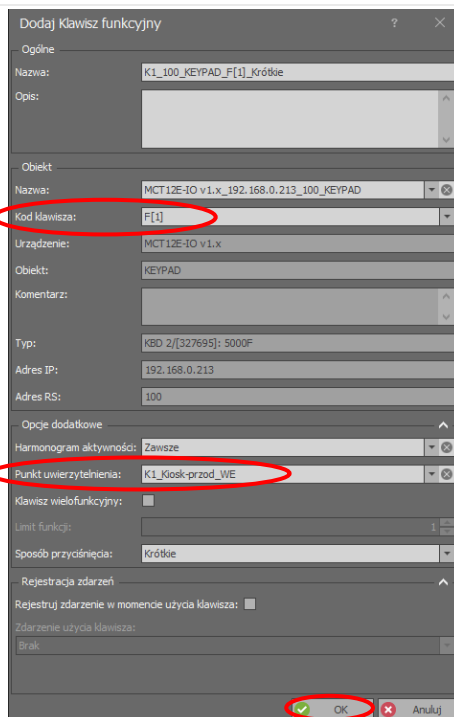 Dodaj Klawisz funkcyjny ?
Ogólne
Nazwa: K1_100_KEYPAD_F[1]_Krótkie
Opis:
Obiekt
Nazwa: MCT12E-IO v1.x_192.168.0.213_100_KEYPAD
Kod klawisza: F[1]
Urządzenie: MCT12E-IO v1.x
Obiekt: KEYPAD
Komentarz:
Typ: KBD 2/[327695]: 5000F
Adres IP: 192.168.0.213
Adres RS: 100
Opcje dodatkowe
Harmonogram aktywności: Zawsze
Punkt uwierzytelnienia: K1_Kiosk-przod_WE
Klawisz wielofunkcyjny:
Limit funkcji: 1
Sposób przyciśnięcia: Krótkie
Rejestracja zdarzeń
Rejestruj zdarzenie w momencie użycia klawisza:
Zdarzenie użycia klawisza:
Brak
OK Anuluj